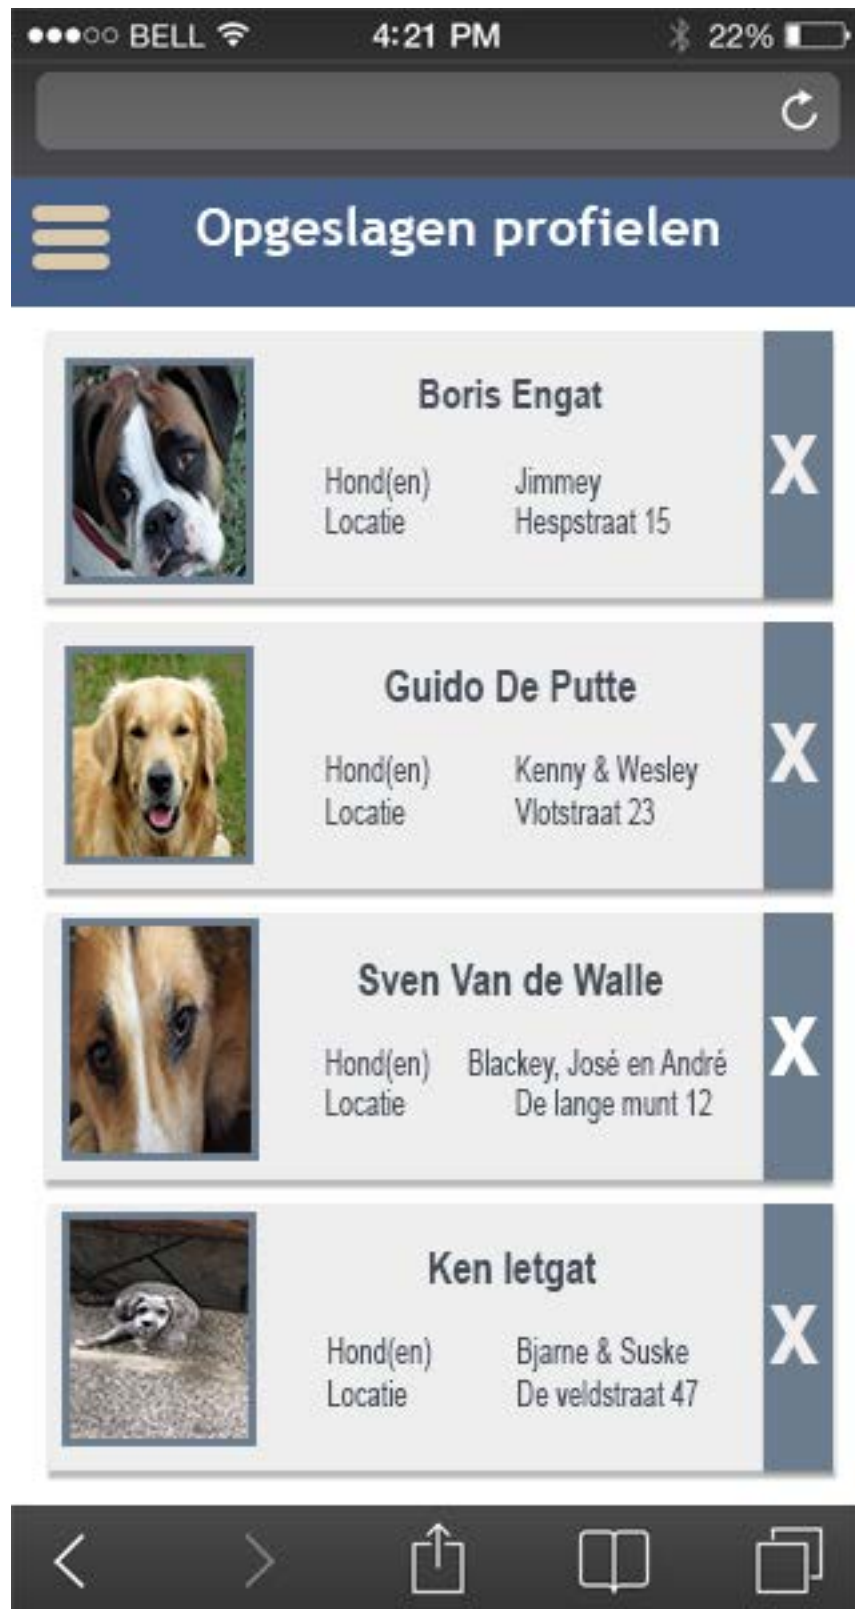 BELL 4:21 PM 22%
Opgeslagen profielen
Boris Engat
Hond(en) Jimmey
Locatie Hespstraat 15
X
Guido De Putte
Hond(en) Kenny & Wesley
Locatie Vlotstraat 23
X
Sven Van de Walle
Hond(en) Blackey, José en André
Locatie De lange munt 12
X
Ken Ietgat
Hond(en) Bjarne & Suske
Locatie De veldstraat 47
X